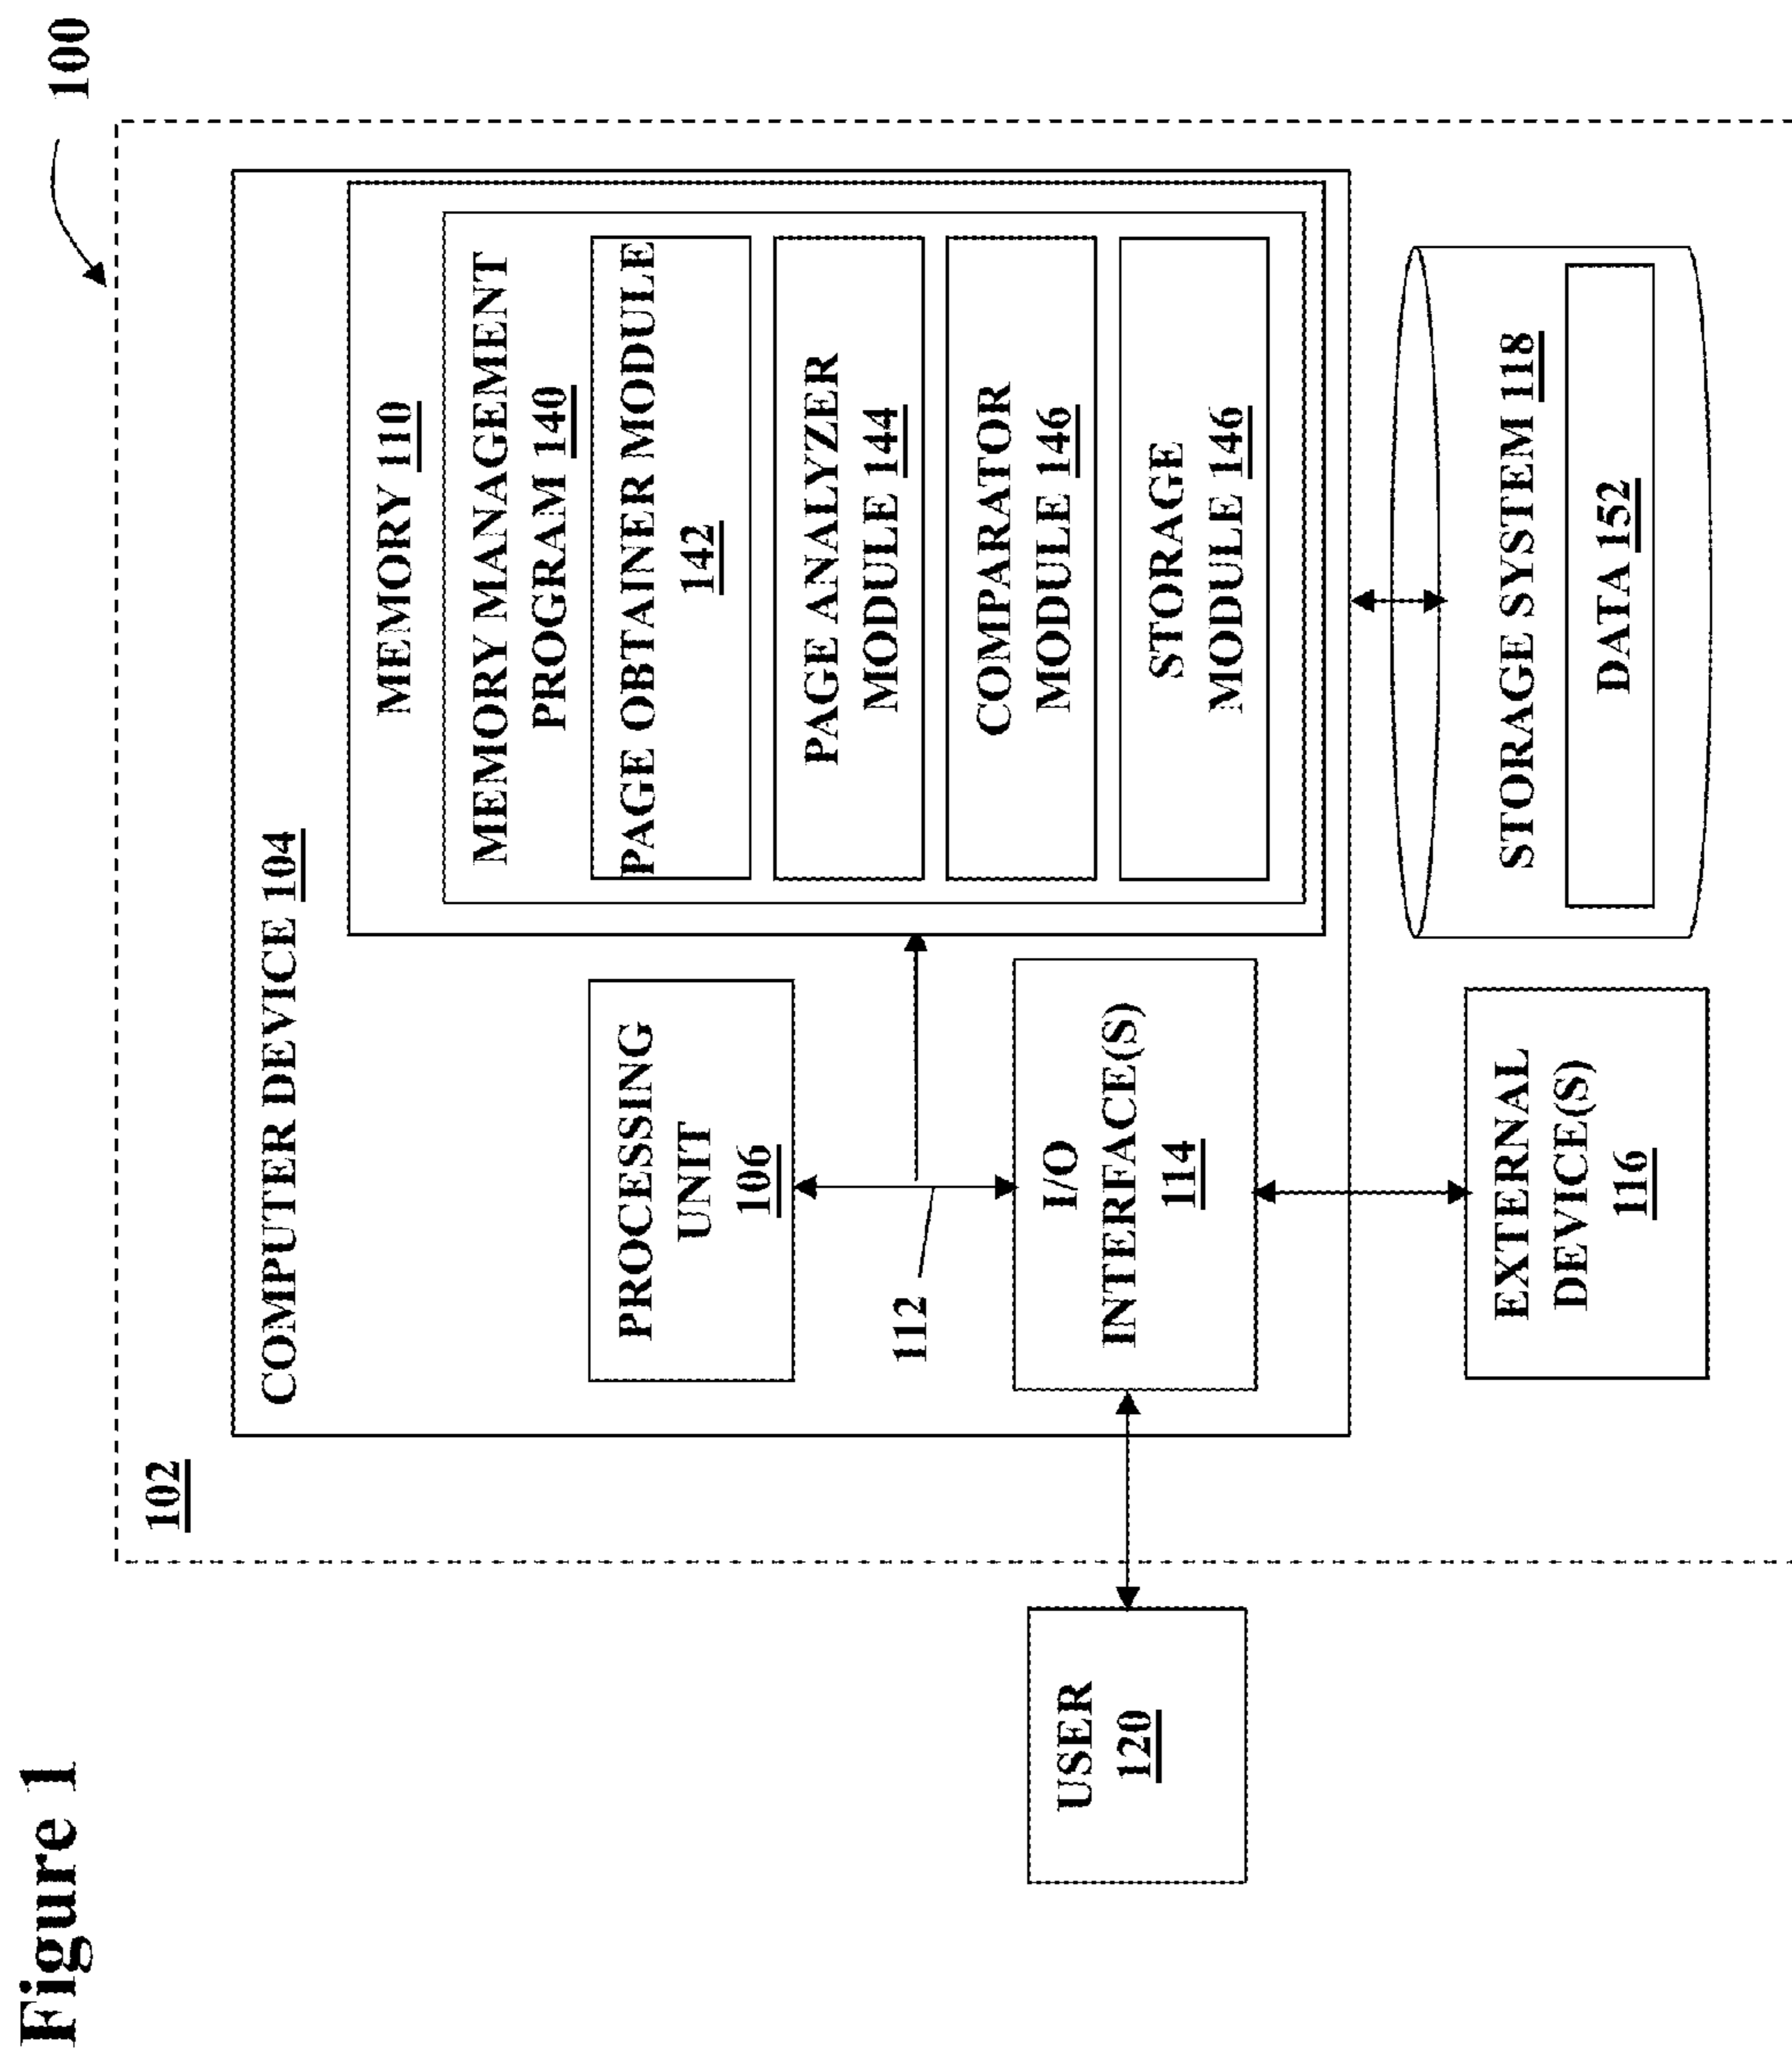 Figure 1
100
102
COMPUTER DEVICE 104
MEMORY 110
MEMORY MANAGEMENT
PROGRAM 140
PAGE OBTAINER MODULE
142
PAGE ANALYZER
MODULE 144
COMPARATOR
MODULE 146
STORAGE
MODULE 146
PROCESSING
UNIT
106
112
I/O
INTERFACE(S)
114
USER
120
EXTERNAL
DEVICE(S)
116
STORAGE SYSTEM 118
DATA 152